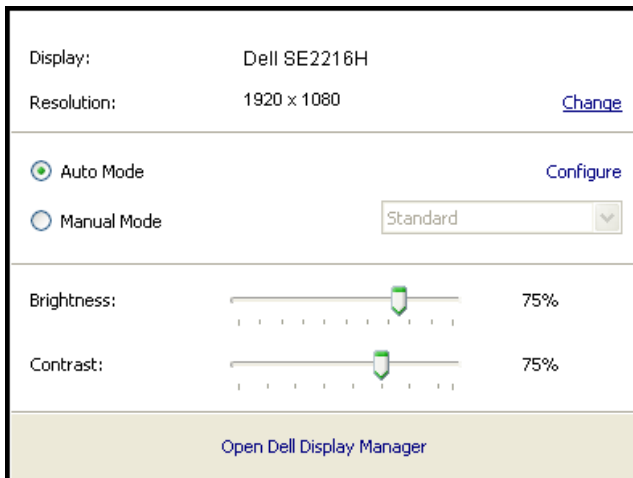 Display: Dell SE2216H
Resolution: 1920 x 1080 Change
Auto Mode Configure
Manual Mode Standard
Brightness: 75%
Contrast: 75%
Open Dell Display Manager